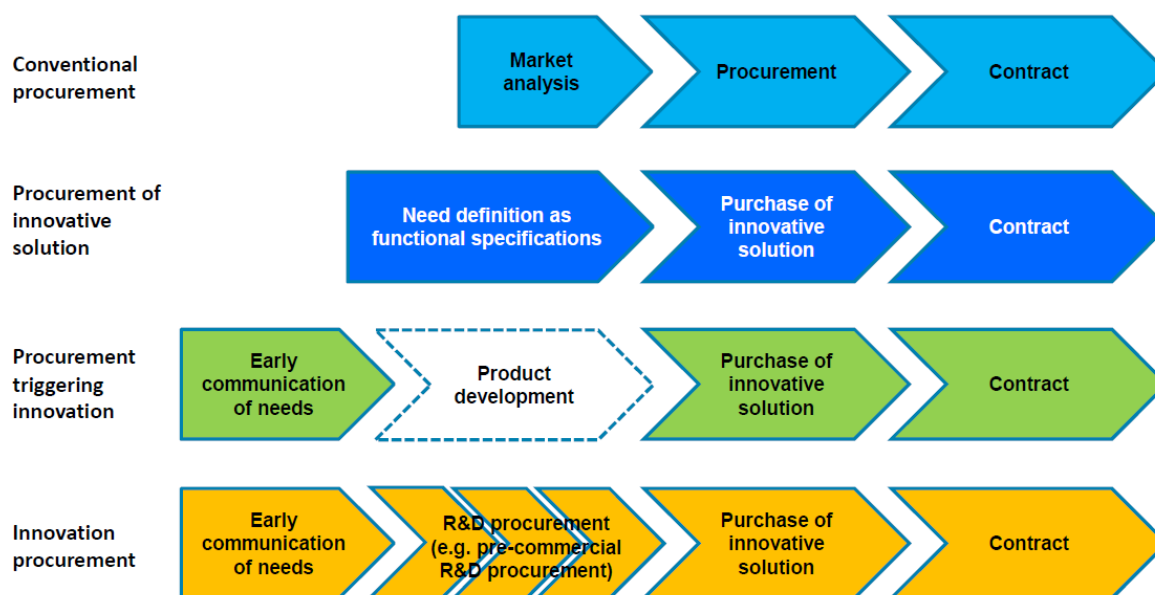 Conventional
procurement
Market
analysis
Procurement
Contract
Procurement of
innovative
solution
Need definition as
functional specifications
Purchase of
innovative
solution
Contract
Procurement
triggering
innovation
Early
communication
of needs
Product
development
Purchase of
innovative
solution
Contract
Innovation
procurement
Early
communication
of needs
R&D procurement
(e.g. pre-commercial
R&D procurement)
Purchase of
innovative
solution
Contract